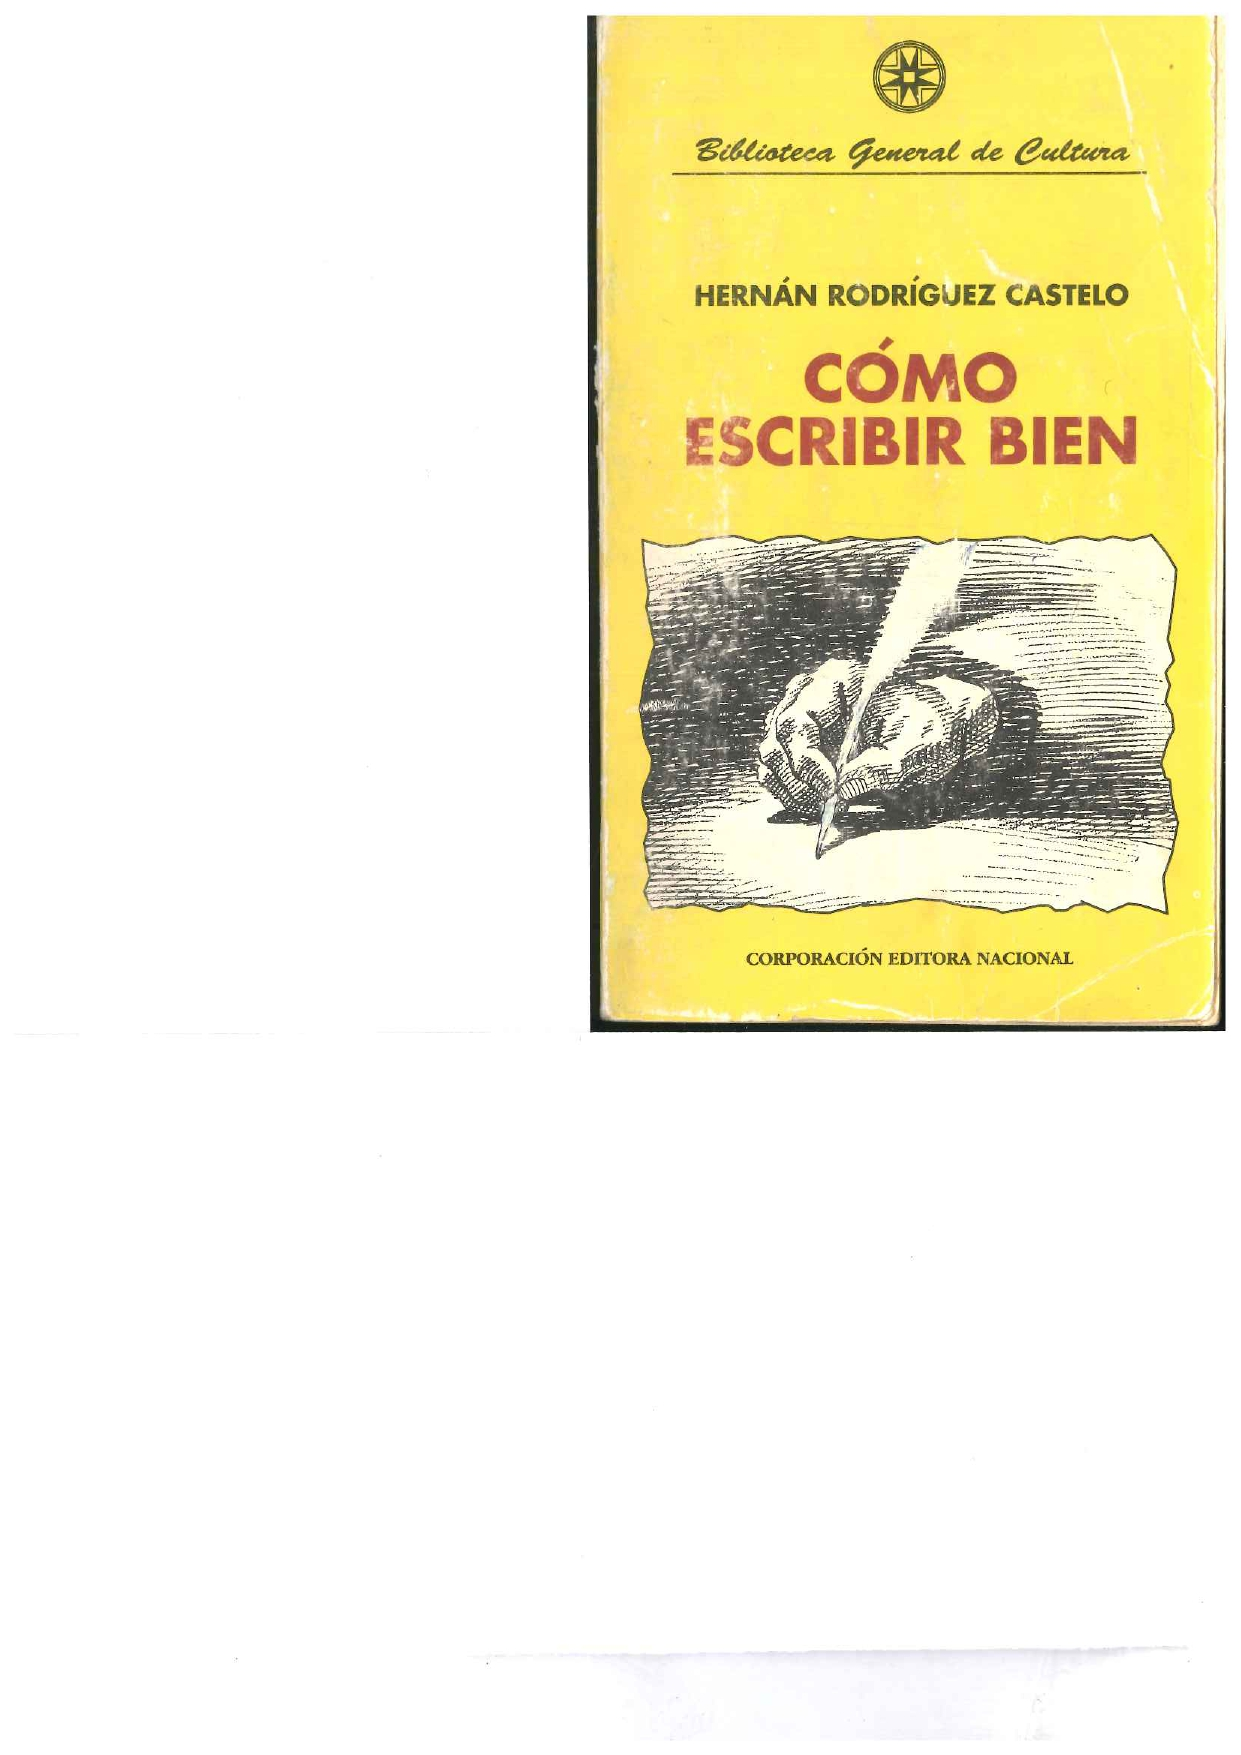 Biblioteca General de Cultura
HERNÁN RODRÍGUEZ CASTELO
CÓMO
ESCRIBIR BIEN
CORPORACIÓN EDITORA NACIONAL